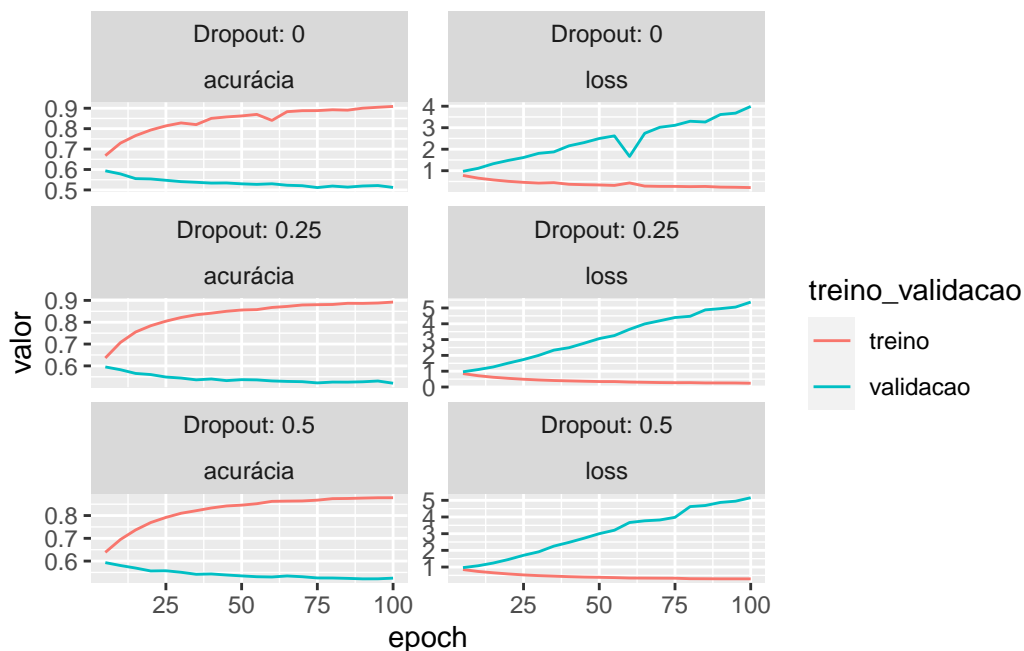 Dropout: 0
acurácia
0.9
0.8
0.7
0.6
0.5
Dropout: 0
loss
4
3
2
1
Dropout: 0.25
acurácia
0.9
0.8
0.7
0.6
Dropout: 0.25
loss
5
4
3
2
1
0
Dropout: 0.5
acurácia
0.8
0.6
Dropout: 0.5
loss
5
4
3
2
1
25
50
75
100
25
50
75
100
valor
epoch
treino_validacao
treino
validacao